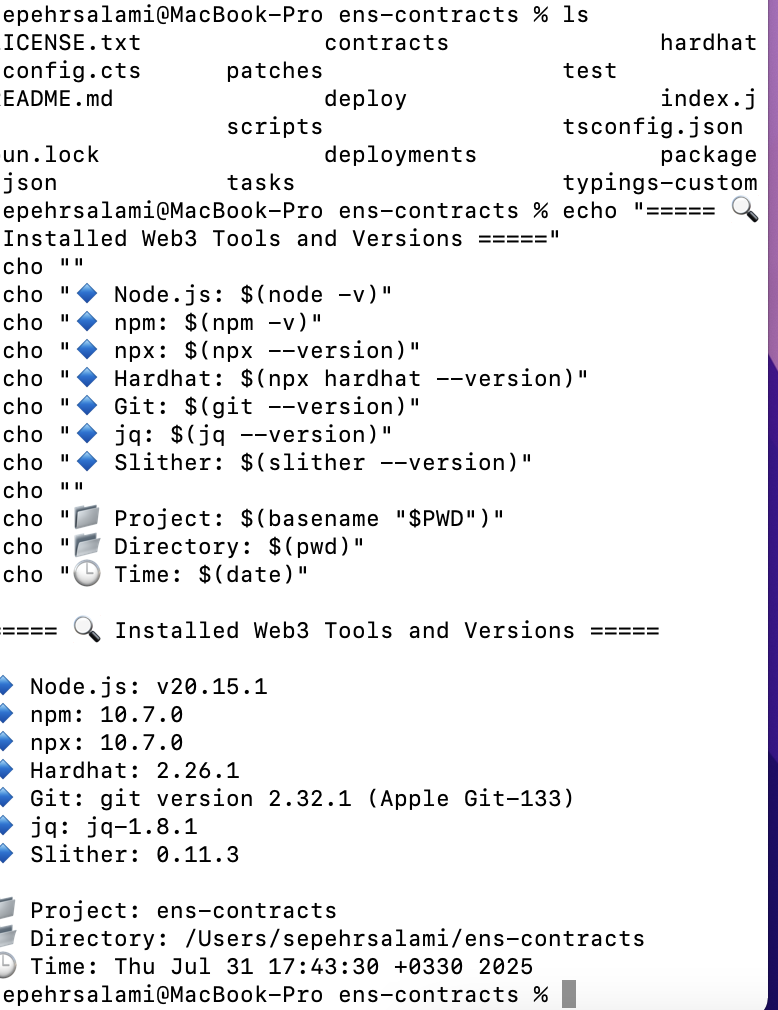 epehrsalami@MacBook-Pro ens-contracts % ls
ICENSE.txt contracts hardhat
config.cts patches test
EADME.md deploy index.j
scripts tsconfig.json
un.lock deployments package
json tasks typings-custom
epehrsalami@MacBook-Pro ens-contracts % echo "===== 🔍
Installed Web3 Tools and Versions ====="
cho ""
cho "🔷 Node.js: $(node -v)"
cho "🔷 npm: $(npm -v)"
cho "🔷 npx: $(npx --version)"
cho "🔷 Hardhat: $(npx hardhat --version)"
cho "🔷 Git: $(git --version)"
cho "🔷 jq: $(jq --version)"
cho "🔷 Slither: $(slither --version)"
cho ""
cho "📁 Project: $(basename "$PWD")"
cho "📂 Directory: $(pwd)"
cho "🕒 Time: $(date)"
==== 🔍 Installed Web3 Tools and Versions =====
🔷 Node.js: v20.15.1
🔷 npm: 10.7.0
🔷 npx: 10.7.0
🔷 Hardhat: 2.26.1
🔷 Git: git version 2.32.1 (Apple Git-133)
🔷 jq: jq-1.8.1
🔷 Slither: 0.11.3
📁 Project: ens-contracts
📂 Directory: /Users/sepehrsalami/ens-contracts
🕒 Time: Thu Jul 31 17:43:30 +0330 2025
epehrsalami@MacBook-Pro ens-contracts %